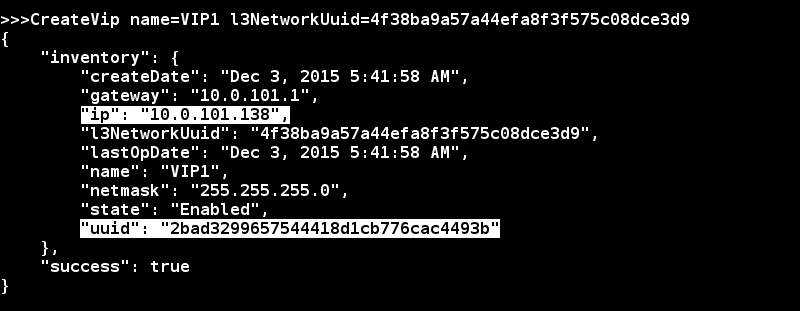 >>>CreateVip name=VIP1 l3NetworkUuid=4f38ba9a57a44efa8f3f575c08dce3d9
{
    "inventory": {
        "createDate": "Dec 3, 2015 5:41:58 AM",
        "gateway": "10.0.101.1",
        "ip": "10.0.101.138",
        "l3NetworkUuid": "4f38ba9a57a44efa8f3f575c08dce3d9",
        "lastOpDate": "Dec 3, 2015 5:41:58 AM",
        "name": "VIP1",
        "netmask": "255.255.255.0",
        "state": "Enabled",
        "uuid": "2bad3299657544418d1cb776cac4493b"
    },
    "success": true
}